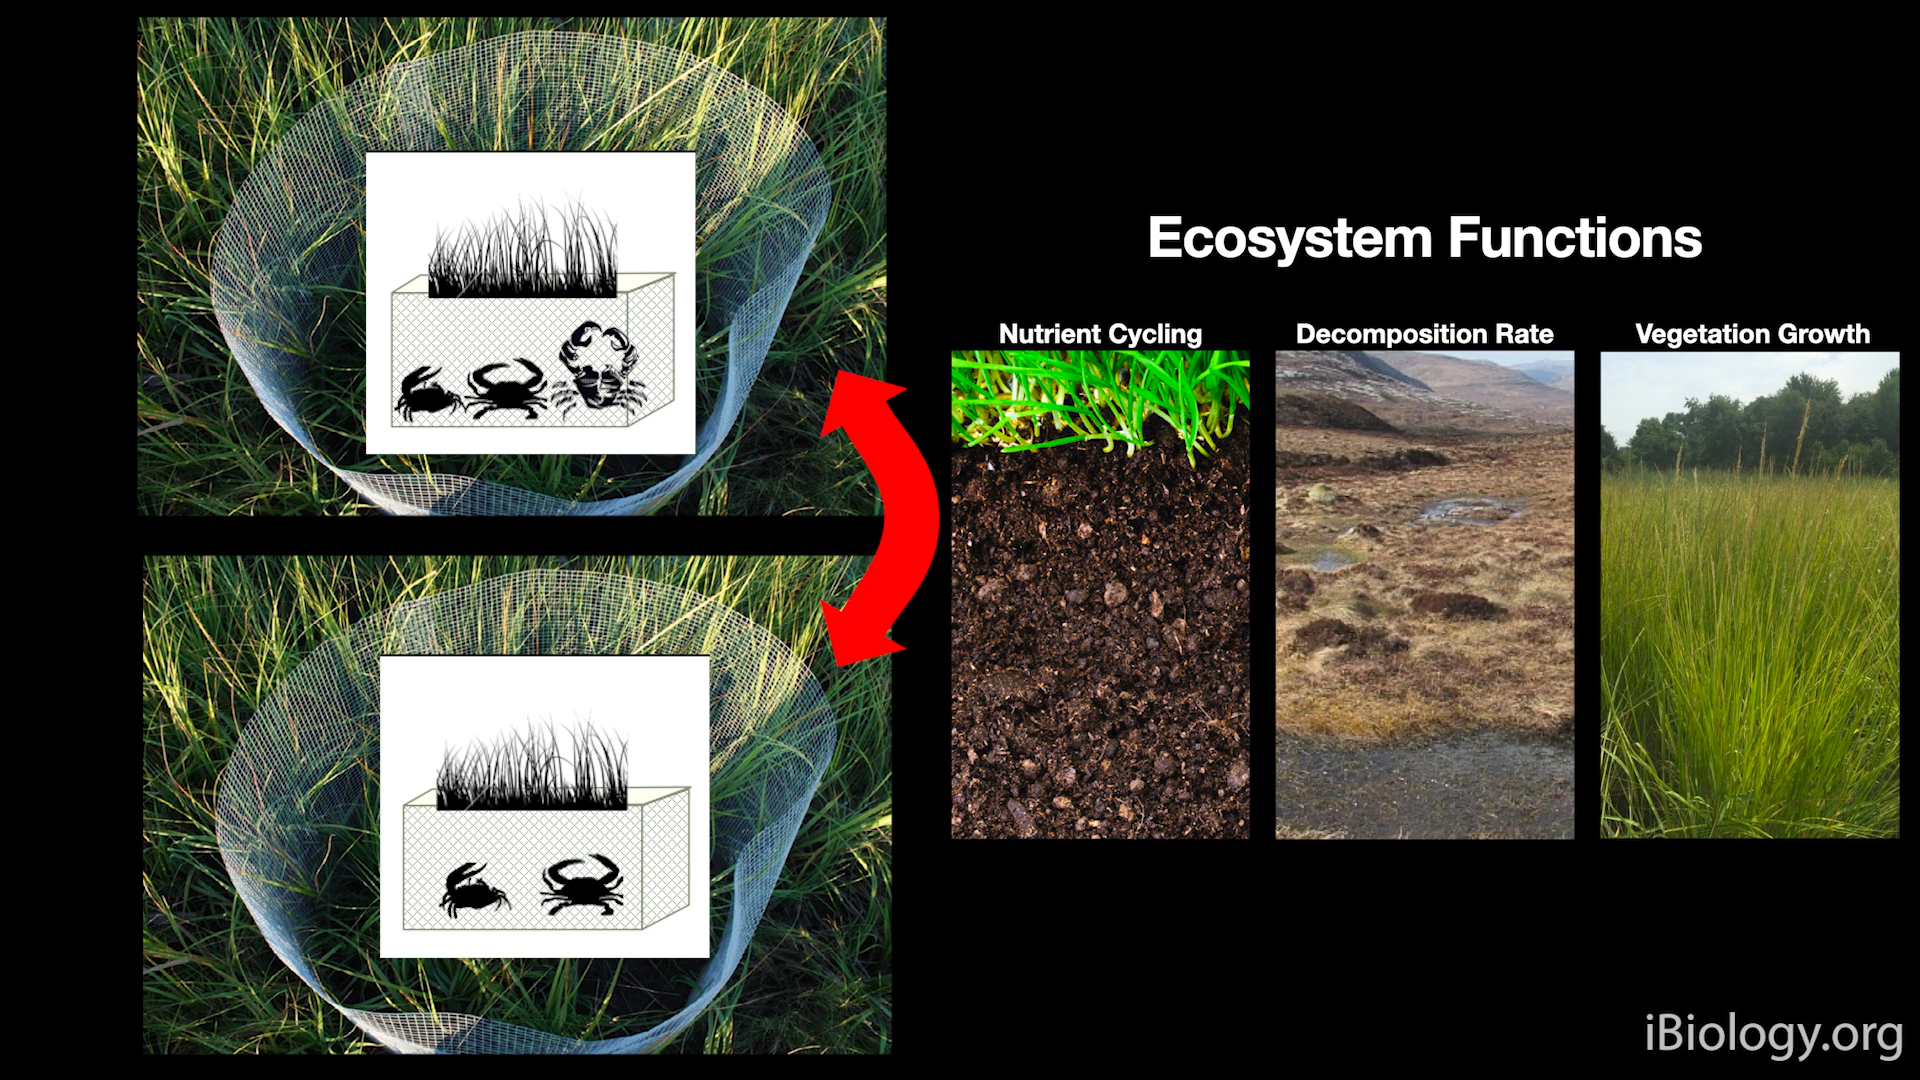 Ecosystem Functions
Nutrient Cycling
Decomposition Rate
Vegetation Growth
iBiology.org